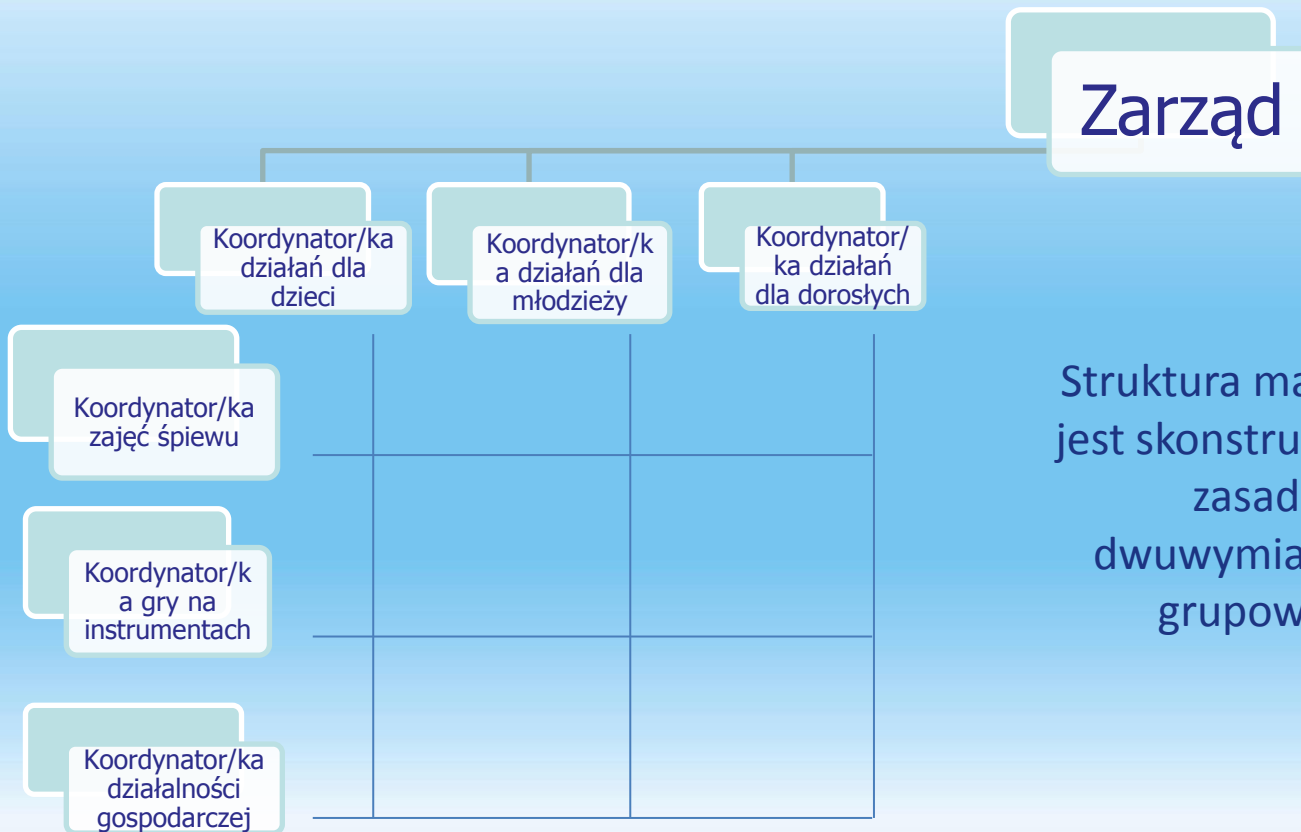 Zarząd
Koordynator/ka
działań dla
dzieci
Koordynator/k
a działań dla
młodzieży
Koordynator/
ka działań
dla dorosłych
Koordynator/ka
zajęć śpiewu
Koordynator/k
a gry na
instrumentach
Koordynator/ka
działalności
gospodarczej
Struktura ma
jest skonstru
zasad
dwuwymia
grupow